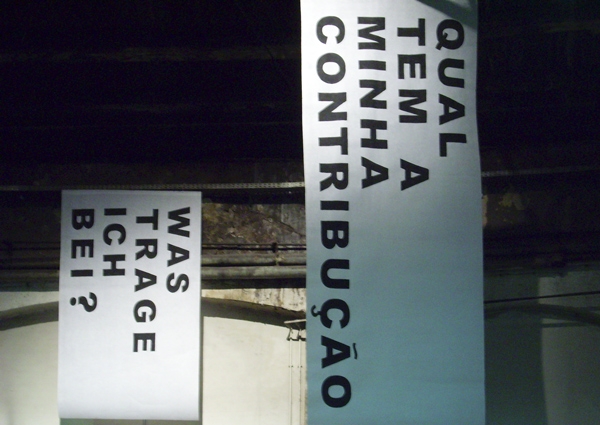 WAS
TRAGE
ICH
BEI?
QUAL
TEM A
MINHA
CONTRIBUÇÃO